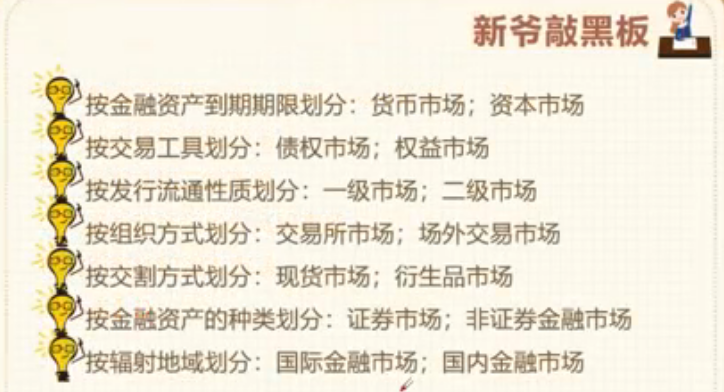 新爷敲黑板
按金融资产到期期限划分：货币市场；资本市场
按交易工具划分：债权市场；权益市场
按发行流通性质划分：一级市场；二级市场
按组织方式划分：交易所市场；场外交易市场
按交割方式划分：现货市场；衍生品市场
按金融资产的种类划分：证券市场；非证券金融市场
按辐射地域划分：国际金融市场；国内金融市场